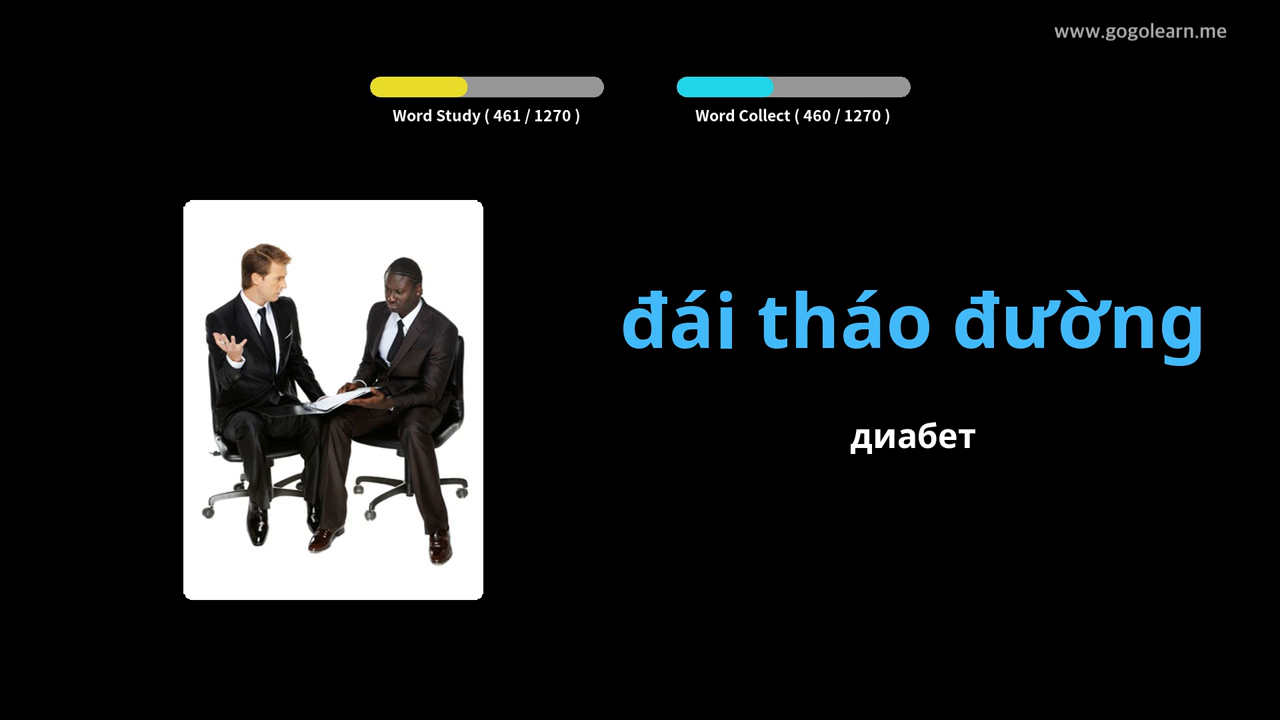 www.gogolearn.me
Word Study ( 461 / 1270 )
Word Collect ( 460 / 1270 )
đái tháo đường
диабет